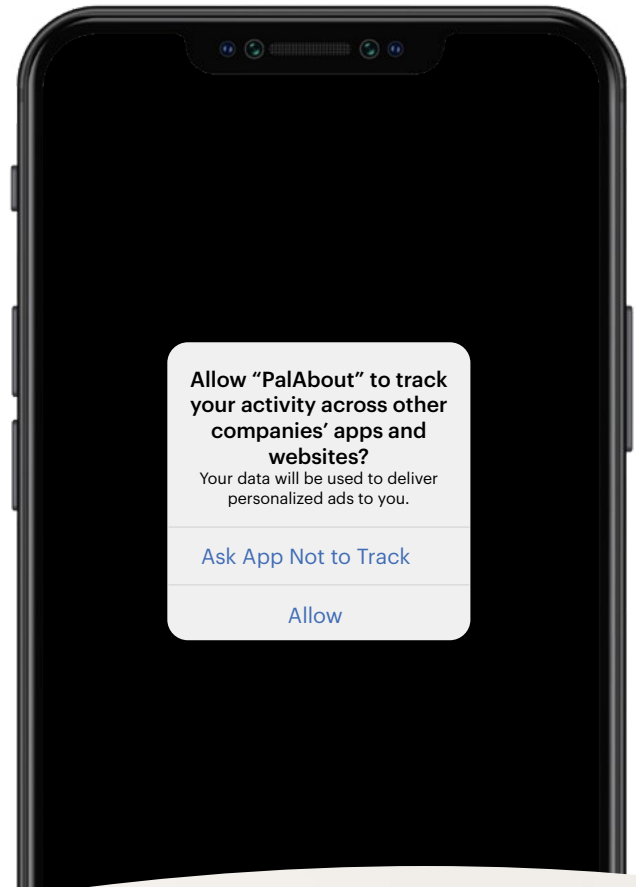 Allow “PalAbout” to track
your activity across other
companies’ apps and
websites?
Your data will be used to deliver
personalized ads to you.
Ask App Not to Track
Allow